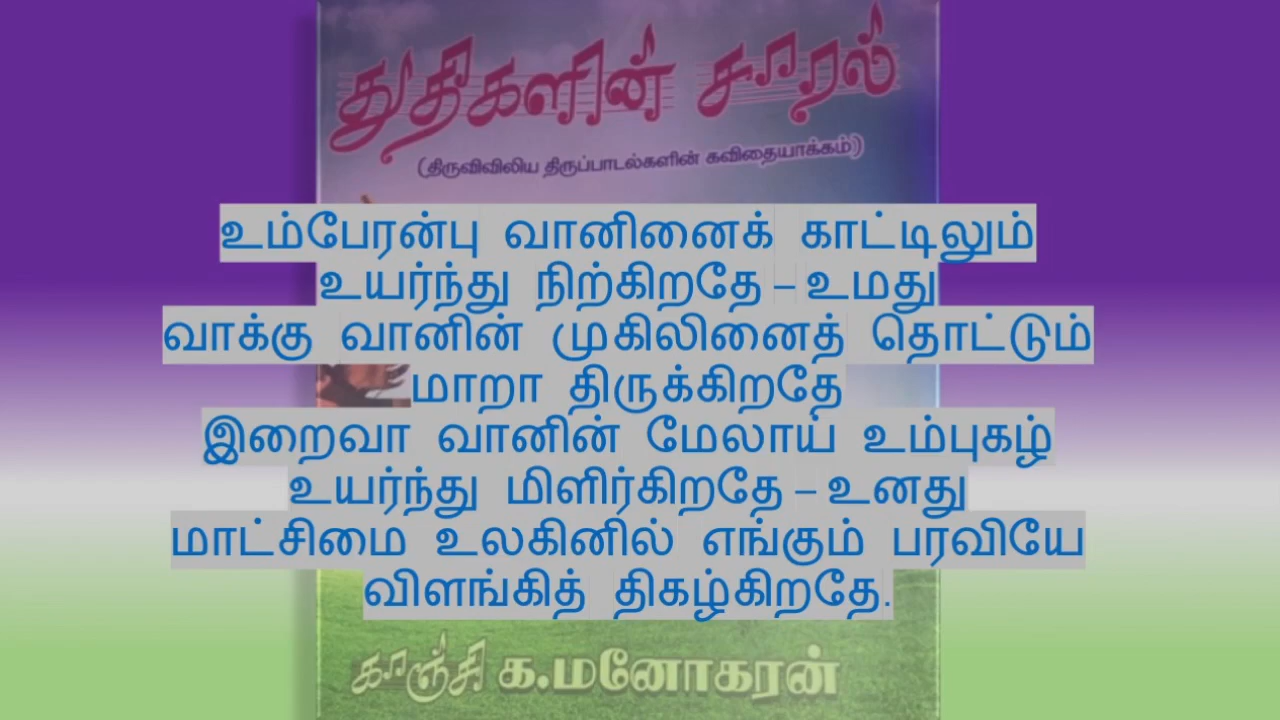 துதிகளின் சாரல்
(திருவிவிலிய திருப்பாடல்களின் கவிதையாக்கம்)
உம்பேரன்பு வானினைக் காட்டிலும்
உயர்ந்து நிற்கிறதே – உமது
வாக்கு வானின் முகிலினைத் தொட்டும்
மாறா திருக்கிறதே
இறைவா வானின் மேலாய் உம்புகழ்
உயர்ந்து மிளிர்கிறதே – உனது
மாட்சிமை உலகினில் எங்கும் பரவியே
விளங்கித் திகழ்கிறதே.
காஞ்சி க.மனோகரன்